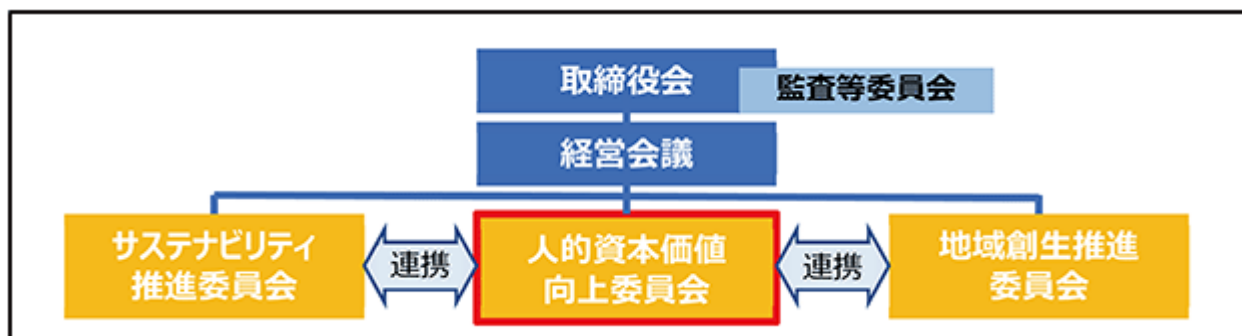 取締役会
監査等委員会
経営会議
サステナビリティ
推進委員会
連携
人的資本価値
向上委員会
連携
地域創生推進
委員会